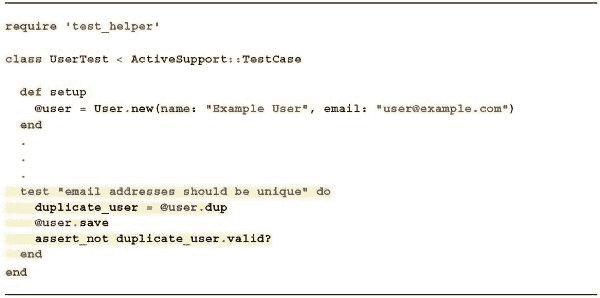 require 'test_helper'
class UserTest < ActiveSupport::TestCase
  def setup
    @user = User.new(name: "Example User", email: "user@example.com")
  end
  .
  .
  .
  test "email addresses should be unique" do
    duplicate_user = @user.dup
    @user.save
    assert_not duplicate_user.valid?
  end
end